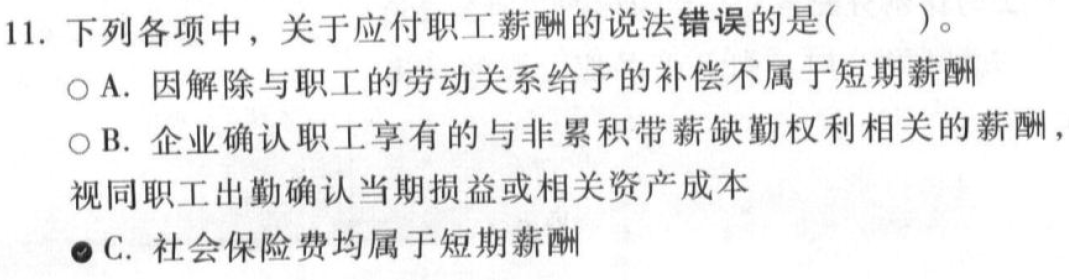 11. 下列各项中，关于应付职工薪酬的说法错误的是(　　)。
○ A. 因解除与职工的劳动关系给予的补偿不属于短期薪酬
○ B. 企业确认职工享有的与非累积带薪缺勤权利相关的薪酬，
视同职工出勤确认当期损益或相关资产成本
C. 社会保险费均属于短期薪酬